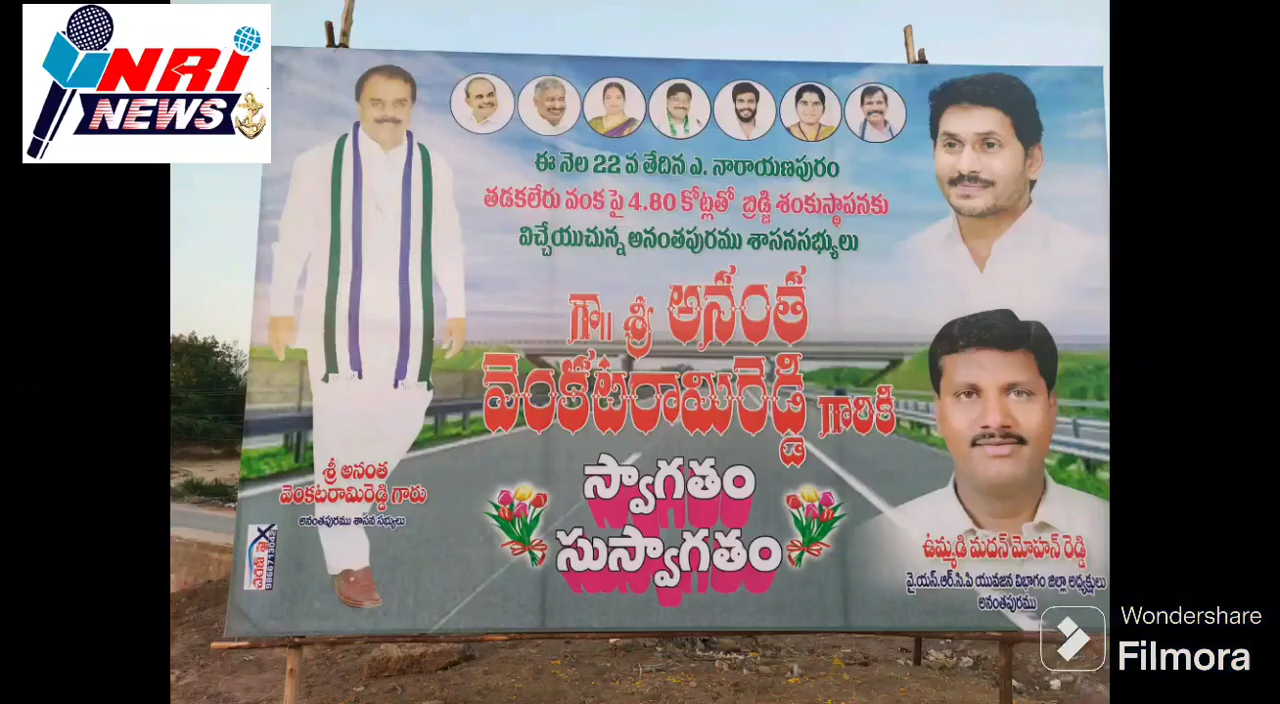 NRI
NEWS
ఈ నెల 22 వ తేదిన ఎ. నారాయణపురం
తడకలేరు వంక పై 4.80 కోట్లతో బ్రిడ్జి శంకుస్థాపనకు
విచ్చేయుచున్న అనంతపురము శాసనసభ్యులు
గౌ|| శ్రీ అనంత
వెంకటరామిరెడ్డి గారికి
స్వాగతం
సుస్వాగతం
శ్రీ అనంత
వెంకటరామిరెడ్డి గారు
అనంతపురము శాసన సభ్యులు
9866713042
ఉమ్మడి మదన్ మోహన్ రెడ్డి
వై.యస్.ఆర్.సి.పి యువజన విభాగం జిల్లా అధ్యక్షులు
అనంతపురము
Wondershare
Filmora